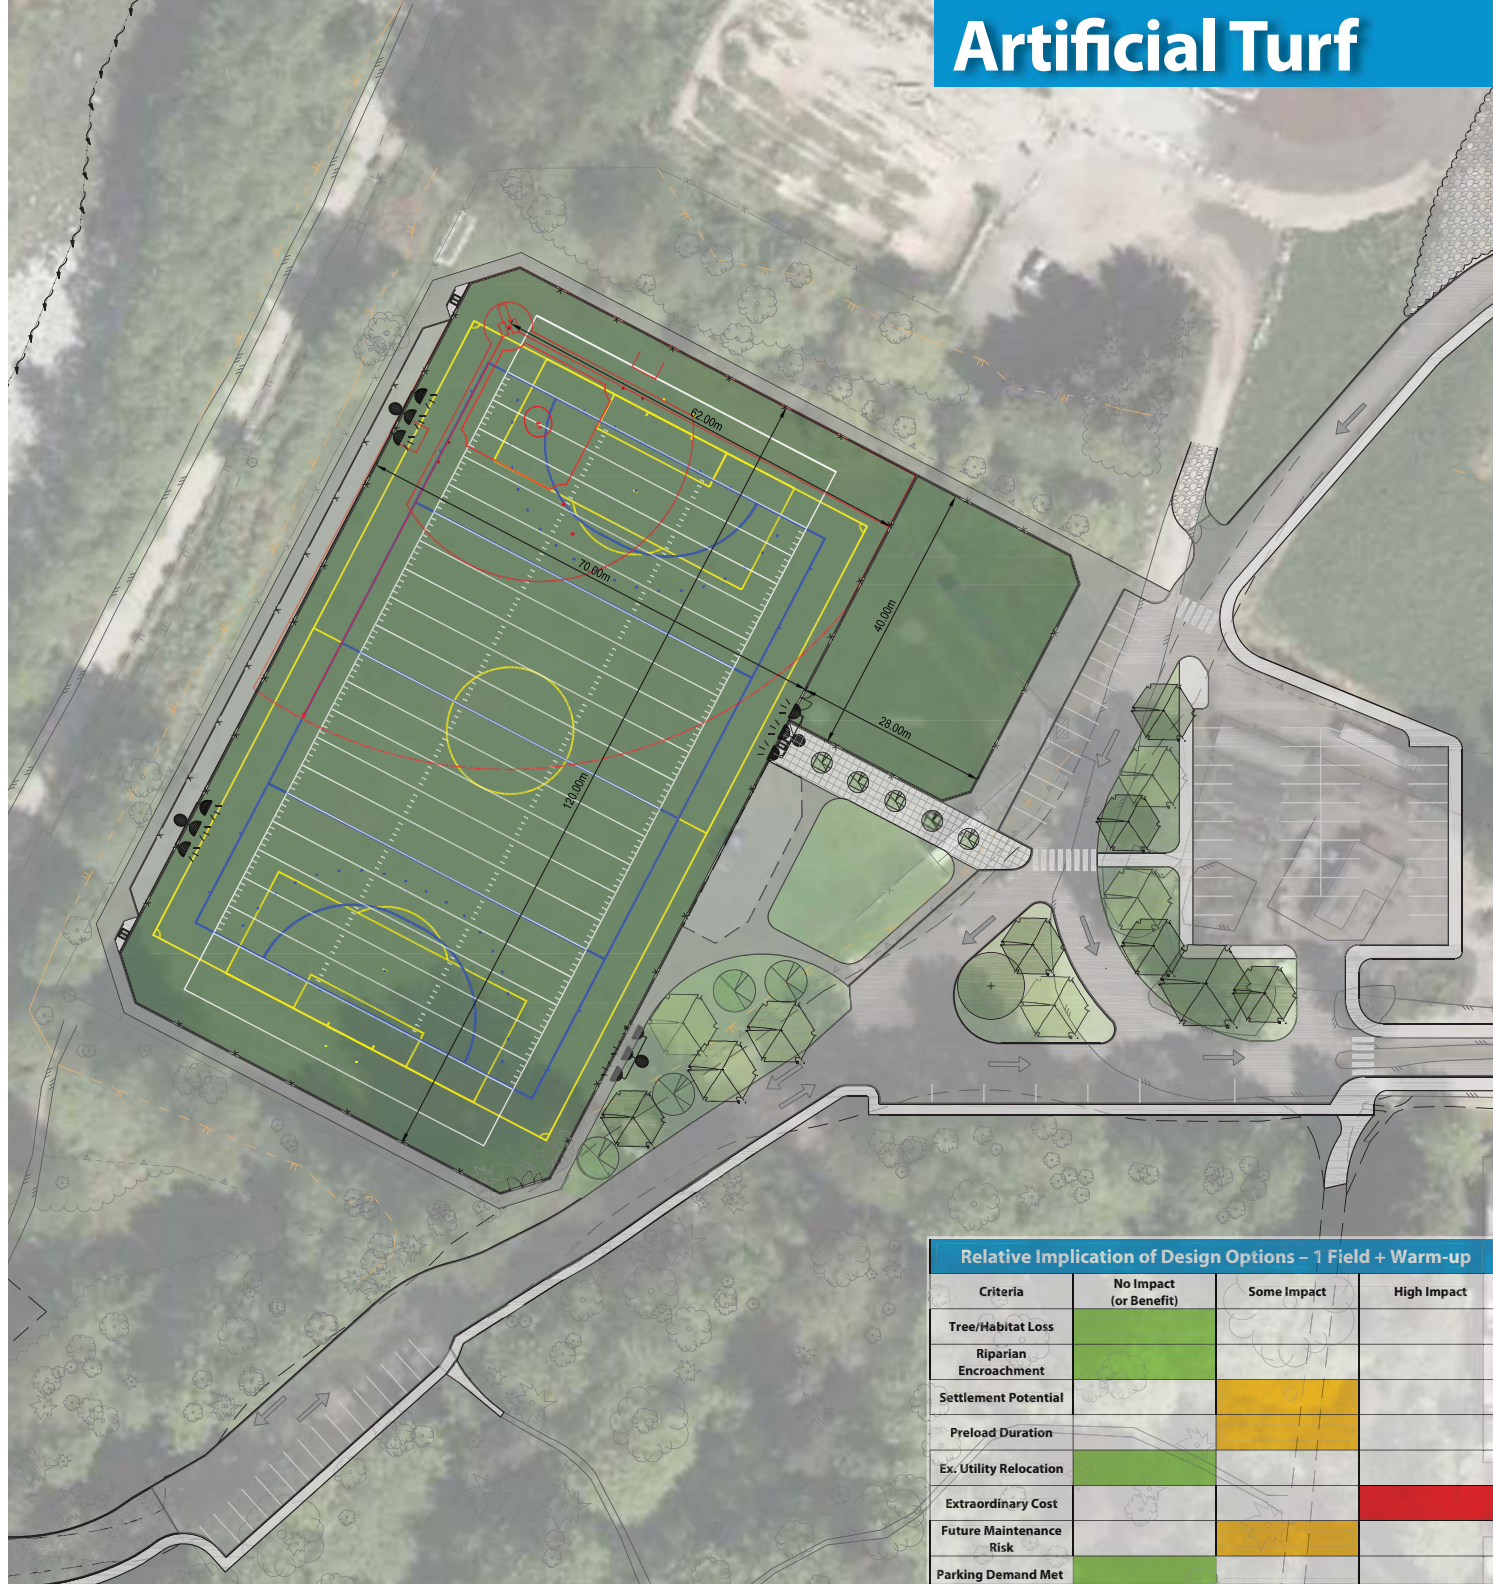 Artificial Turf
62.00m
70.00m
40.00m
28.00m
120.00m
Relative Implication of Design Options – 1 Field + Warm-up
Criteria
No Impact
(or Benefit)
Some Impact
High Impact
Tree/Habitat Loss
Riparian
Encroachment
Settlement Potential
Preload Duration
Ex. Utility Relocation
Extraordinary Cost
Future Maintenance
Risk
Parking Demand Met